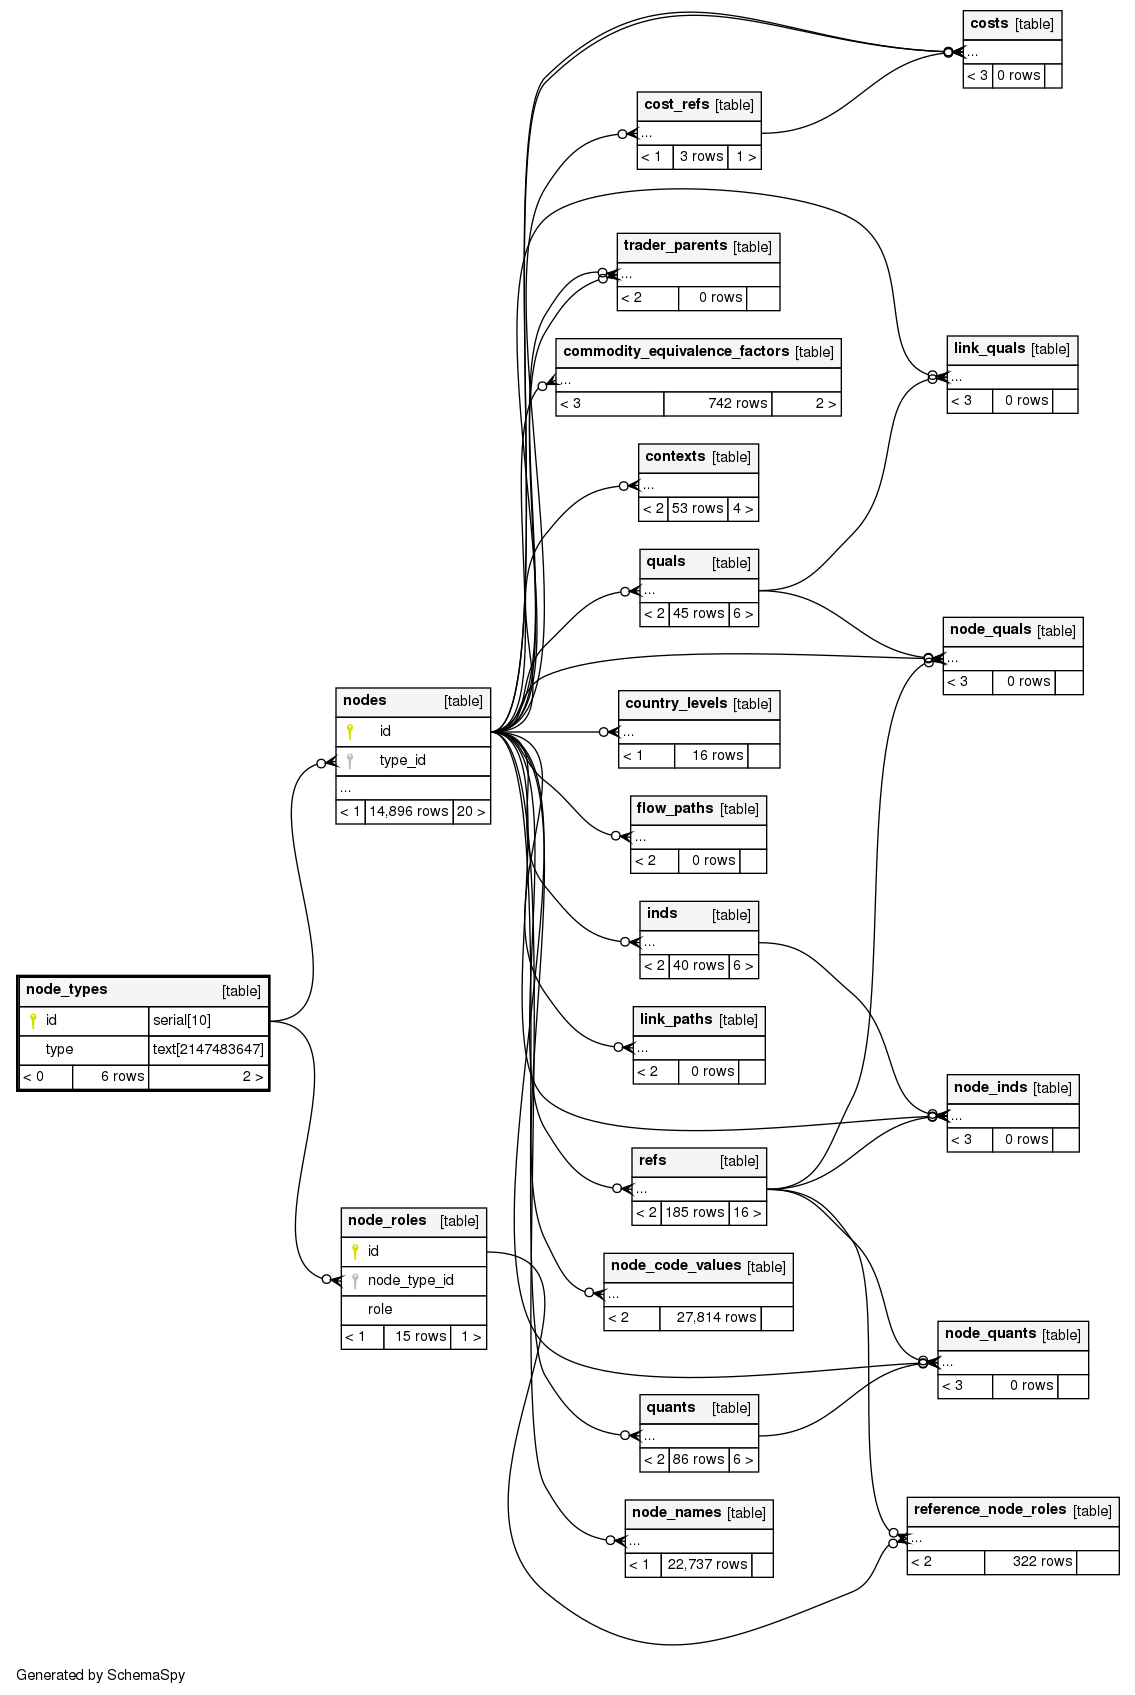 costs [table]
...
< 3 0 rows
cost_refs [table]
...
< 1 3 rows 1 >
trader_parents [table]
...
< 2 0 rows
commodity_equivalence_factors [table]
...
< 3 742 rows 2 >
link_quals [table]
...
< 3 0 rows
contexts [table]
...
< 2 53 rows 4 >
quals [table]
...
< 2 45 rows 6 >
node_quals [table]
...
< 3 0 rows
nodes [table]
id
type_id
...
< 1 14,896 rows 20 >
country_levels [table]
...
< 1 16 rows
flow_paths [table]
...
< 2 0 rows
inds [table]
...
< 2 40 rows 6 >
node_types [table]
id serial[10]
type text[2147483647]
< 0 6 rows 2 >
link_paths [table]
...
< 2 0 rows
node_inds [table]
...
< 3 0 rows
refs [table]
...
< 2 185 rows 16 >
node_roles [table]
id
node_type_id
role
< 1 15 rows 1 >
node_code_values [table]
...
< 2 27,814 rows
node_quants [table]
...
< 3 0 rows
quants [table]
...
< 2 86 rows 6 >
node_names [table]
...
< 1 22,737 rows
reference_node_roles [table]
...
< 2 322 rows
Generated by SchemaSpy